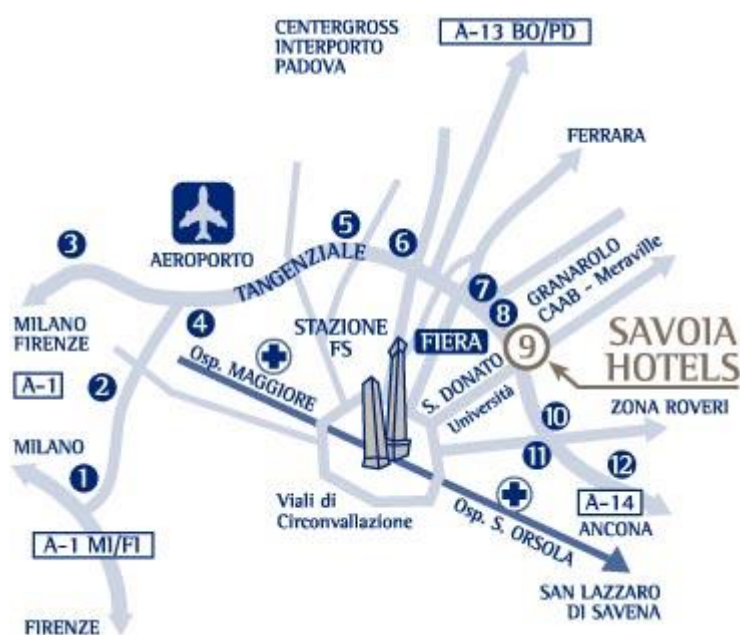 CENTERGROSS
INTERPORTO
PADOVA
A-13 BO/PD
FERRARA
3
AEROPORTO
5
6
TANGENZIALE
7
8
GRANAROLO
CAAB - Meraville
MILANO
FIRENZE
4
STAZIONE
FS
FIERA
9
SAVOIA
HOTELS
A-1
2
Osp. MAGGIORE
S. DONATO
Università
10
ZONA ROVERI
MILANO
1
11
12
Viali di
Circonvallazione
Osp. S. ORSOLA
A-14
ANCONA
A-1 MI/FI
SAN LAZZARO
DI SAVENA
FIRENZE